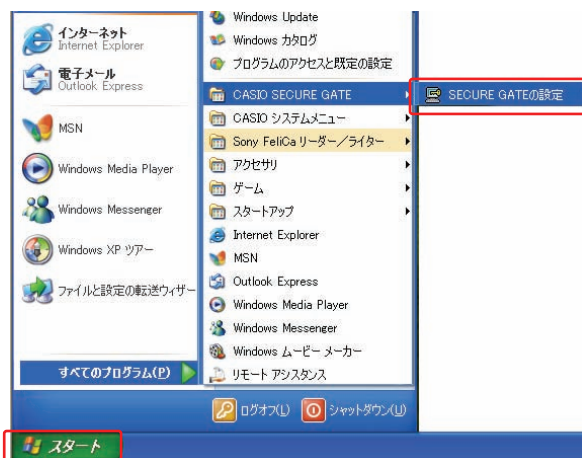 インターネット
Internet Explorer
電子メール
Outlook Express
MSN
Windows Media Player
Windows Messenger
Windows XP ツアー
ファイルと設定の転送ウィザー
すべてのプログラム(P)
Windows Update
Windows カタログ
プログラムのアクセスと既定の設定
CASIO SECURE GATE
CASIO システムメニュー
Sony FeliCa リーダー／ライター
アクセサリ
ゲーム
スタートアップ
Internet Explorer
MSN
Outlook Express
Windows Media Player
Windows Messenger
Windows ムービー メーカー
リモート アシスタンス
SECURE GATEの設定
ログオフ(L)
シャットダウン(U)
スタート